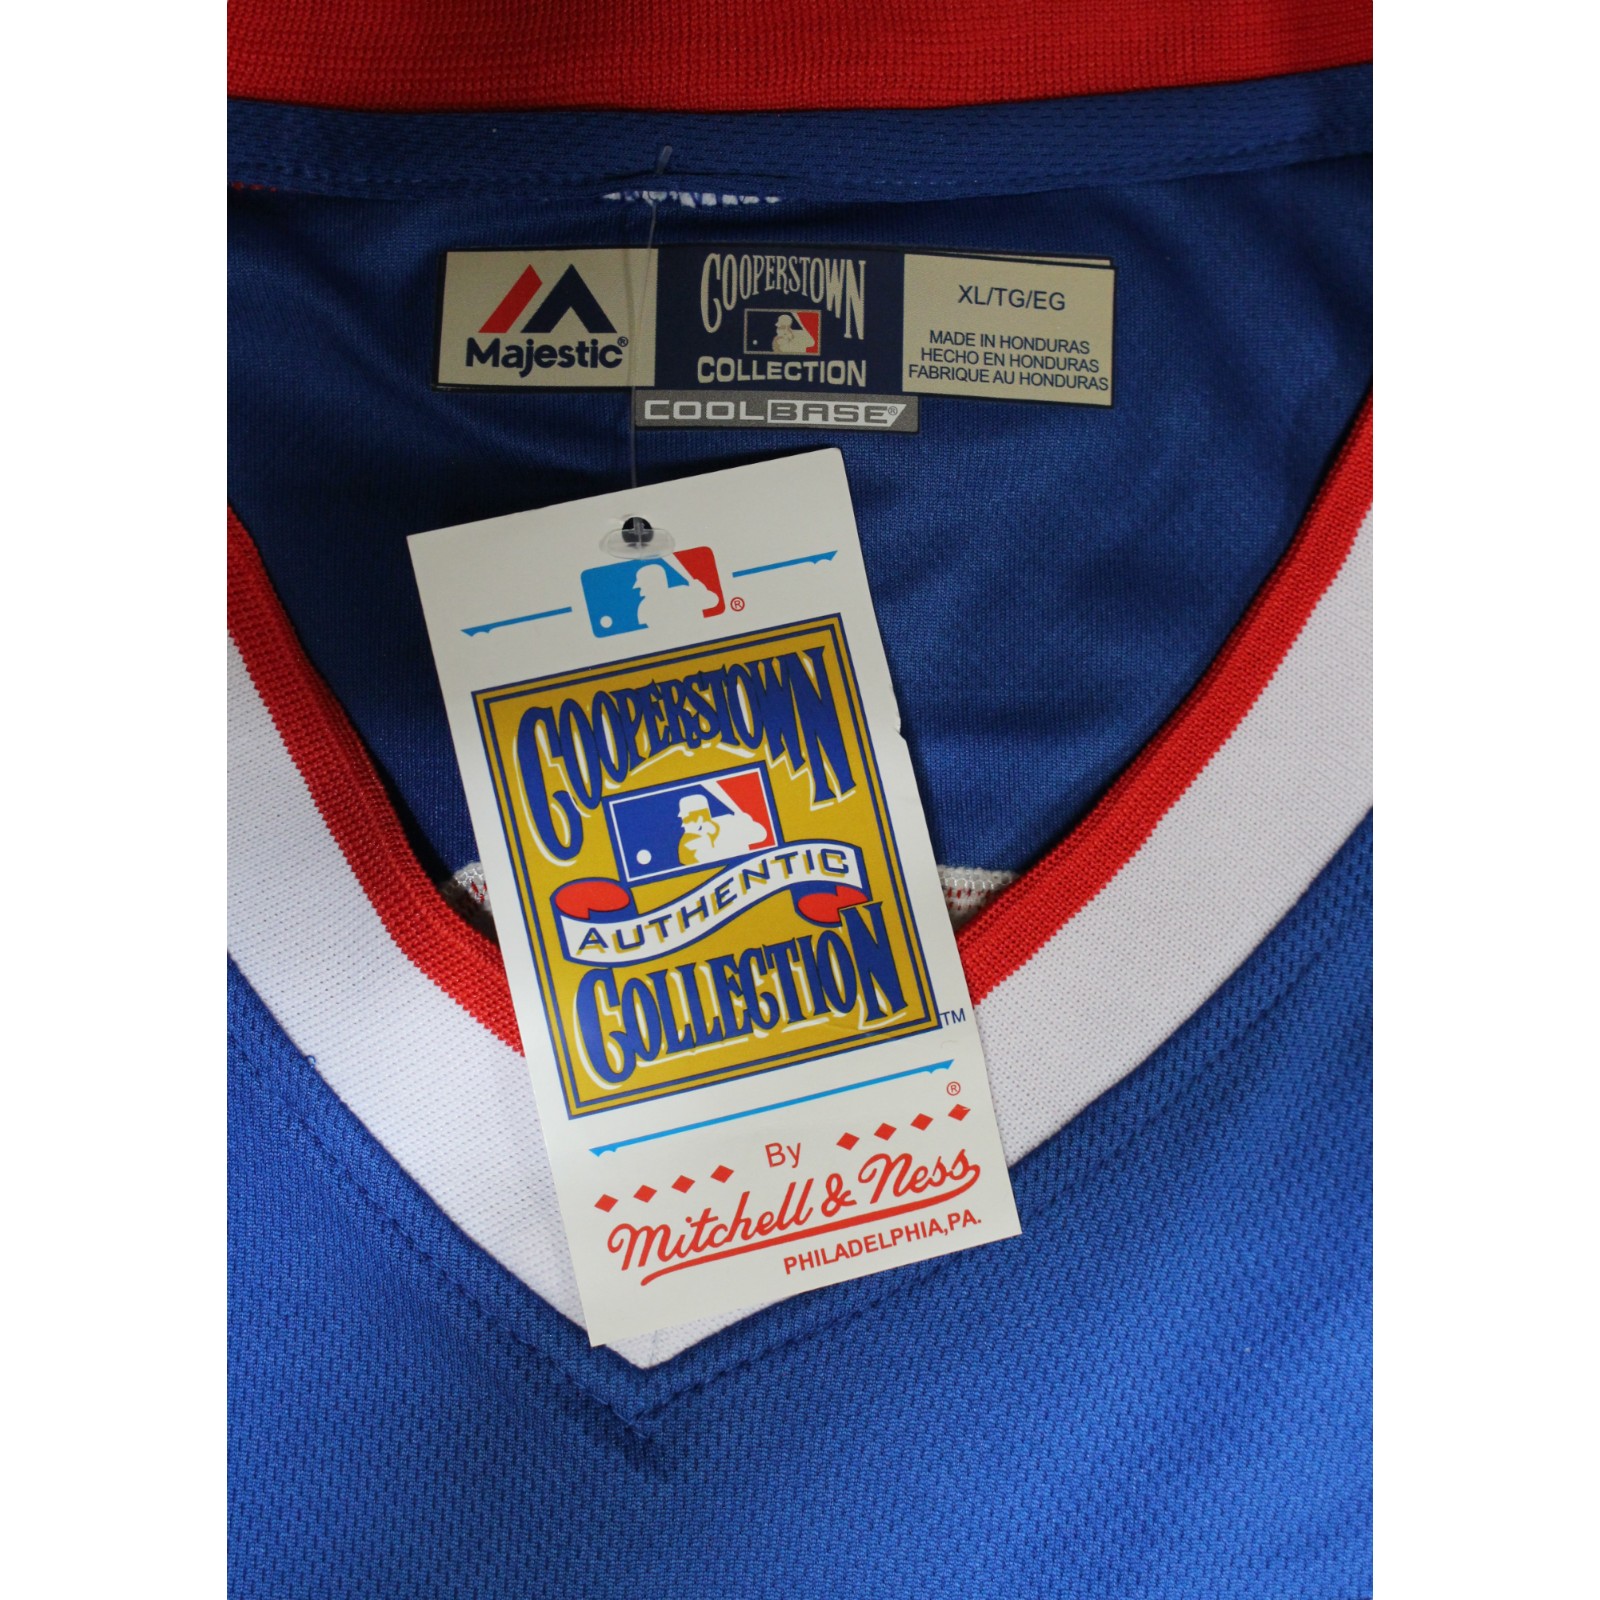 Majestic®
COOPERSTOWN
COLLECTION
XL/TG/EG
MADE IN HONDURAS
HECHO EN HONDURAS
FABRIQUE AU HONDURAS
COOLBASE®
®
COOPERSTOWN
AUTHENTIC
COLLECTION
TM
®
By
Mitchell & Ness
PHILADELPHIA, PA.